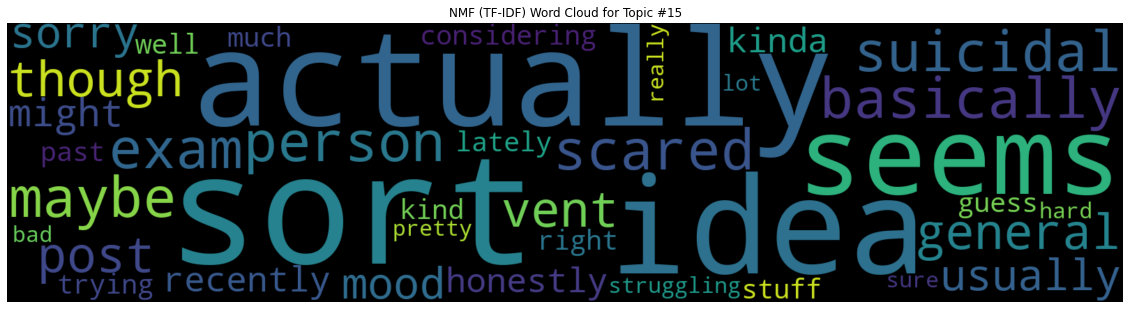 NMF (TF-IDF) Word Cloud for Topic #15
sorry well much actually considering really kinda suicidal
though lot basically
might
past exam person lately scared seems
maybe sort kind vent idea guess hard
bad pretty right general
post
trying recently mood honestly struggling stuff sure usually